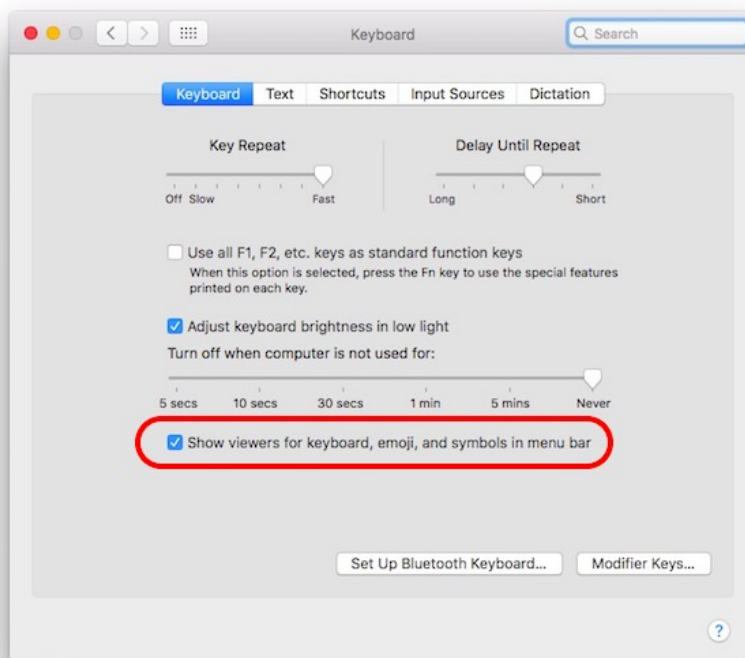 Keyboard
Search
Keyboard Text Shortcuts Input Sources Dictation
Key Repeat Delay Until Repeat
Off Slow Fast Long Short
Use all F1, F2, etc. keys as standard function keys
When this option is selected, press the Fn key to use the special features
printed on each key.
Adjust keyboard brightness in low light
Turn off when computer is not used for:
5 secs 10 secs 30 secs 1 min 5 mins Never
Show viewers for keyboard, emoji, and symbols in menu bar
Set Up Bluetooth Keyboard... Modifier Keys...
?